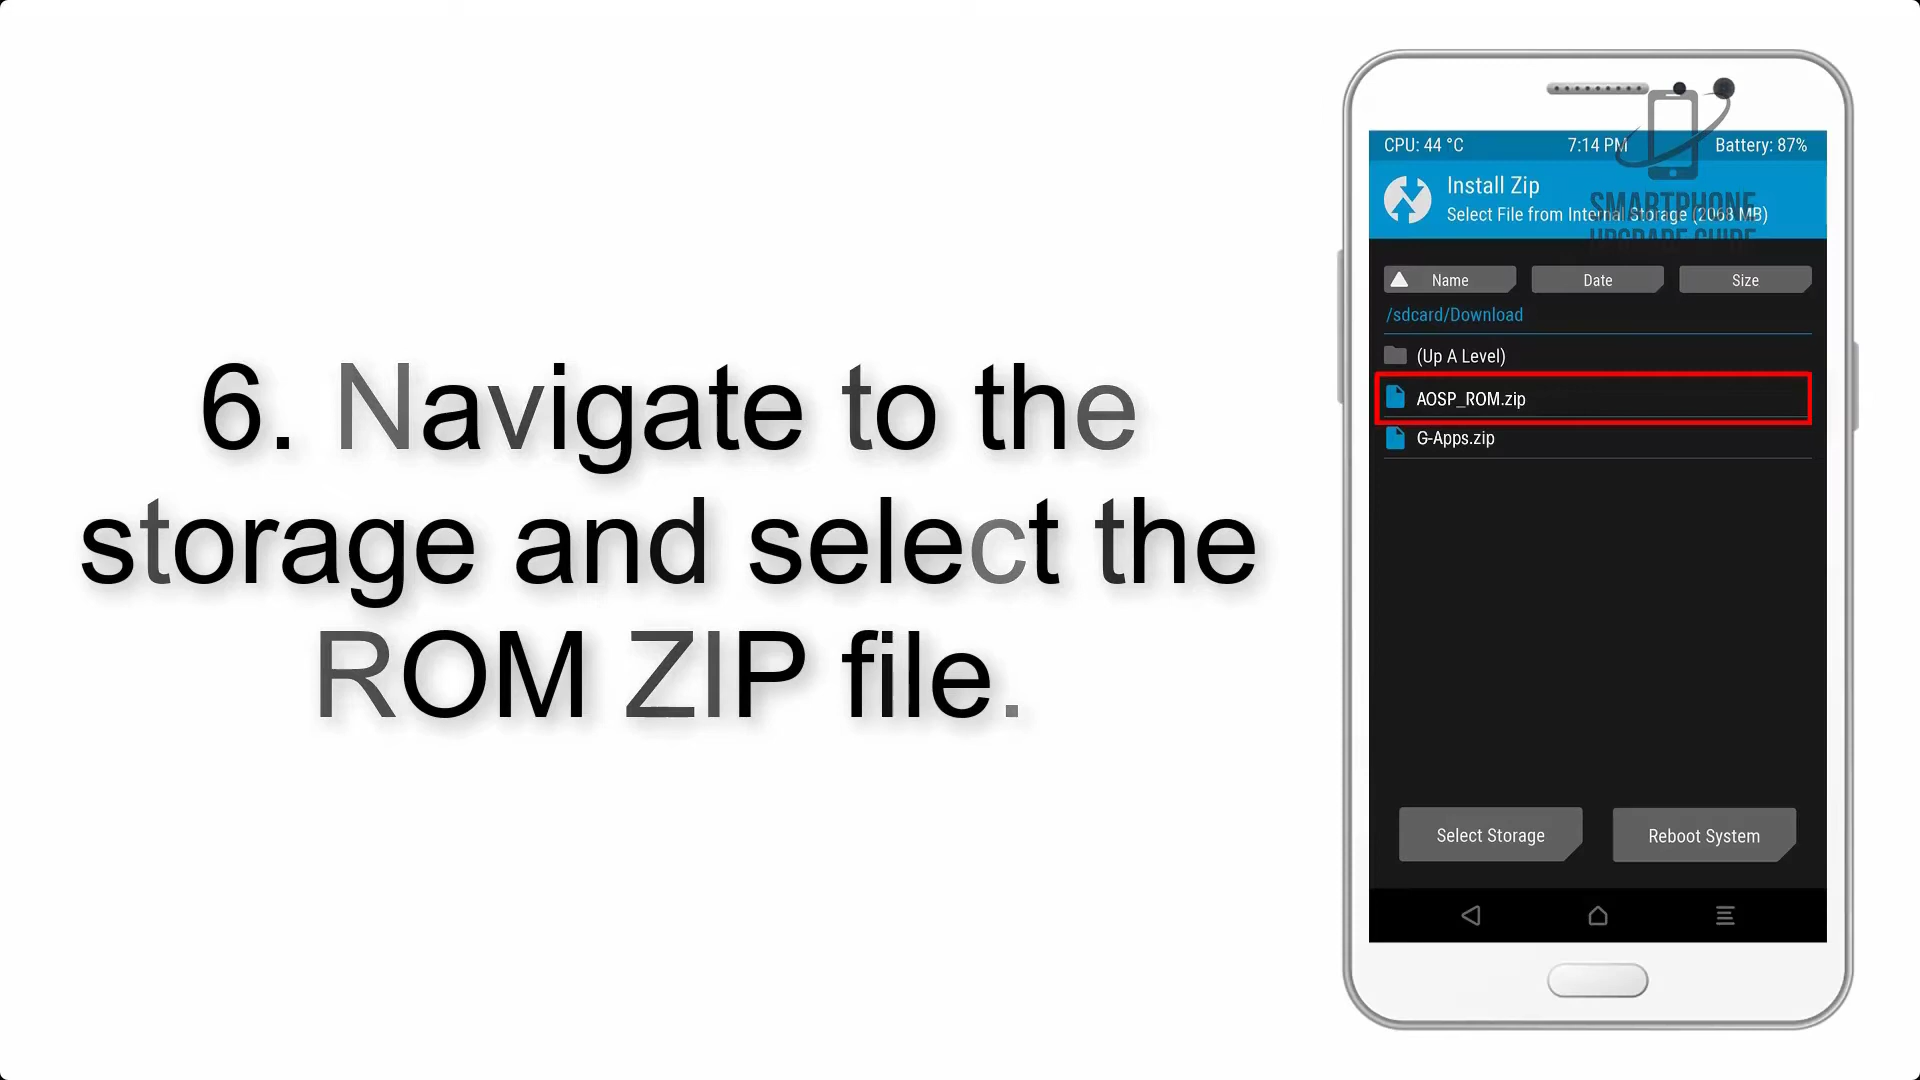 6. Navigate to the
storage and select the
ROM ZIP file.
CPU: 44 °C 7:14 PM Battery: 87%
Install Zip
Select File from Internal Storage (2068 MB)
SMARTPHONE
UPGRADE GUIDE
Name Date Size
/sdcard/Download
(Up A Level)
AOSP_ROM.zip
G-Apps.zip
Select Storage Reboot System